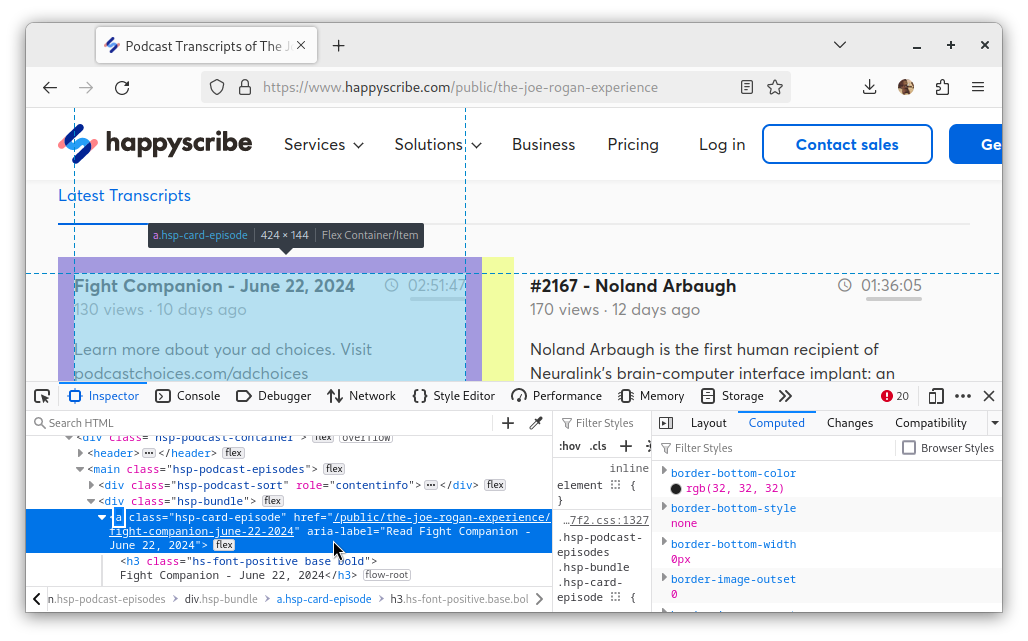 Podcast Transcripts of The J
https://www.happyscribe.com/public/the-joe-rogan-experience
happyscribe
Services
Solutions
Business
Pricing
Log in
Contact sales
Ge
Latest Transcripts
a.hsp-card-episode
424 × 144
Flex Container/Item
Fight Companion - June 22, 2024
02:51:47
130 views · 10 days ago
Learn more about your ad choices. Visit
podcastchoices.com/adchoices
#2167 - Noland Arbaugh
01:36:05
170 views · 12 days ago
Noland Arbaugh is the first human recipient of
Neuralink's brain-computer interface implant: an
Inspector
Console
Debugger
Network
Style Editor
Performance
Memory
Storage
20
Search HTML
<div class="hsp-podcast-container"> flex overflow
<header> ••• </header> flex
<main class="hsp-podcast-episodes"> flex
<div class="hsp-podcast-sort" role="contentinfo"> ••• </div> flex
<div class="hsp-bundle"> flex
<a class="hsp-card-episode" href="/public/the-joe-rogan-experience/
fight-companion-june-22-2024" aria-label="Read Fight Companion -
June 22, 2024"> flex
<h3 class="hs-font-positive base bold">
Fight Companion - June 22, 2024</h3> flow-root
n.hsp-podcast-episodes
div.hsp-bundle
a.hsp-card-episode
h3.hs-font-positive.base.bol
Filter Styles
:hov .cls +
inline
element {
}
…7f2.css:1327
.hsp-podcast-
episodes
.hsp-bundle
.hsp-card-
episode {
Layout
Computed
Changes
Compatibility
Filter Styles
Browser Styles
border-bottom-color
rgb(32, 32, 32)
border-bottom-style
none
border-bottom-width
0px
border-image-outset
0